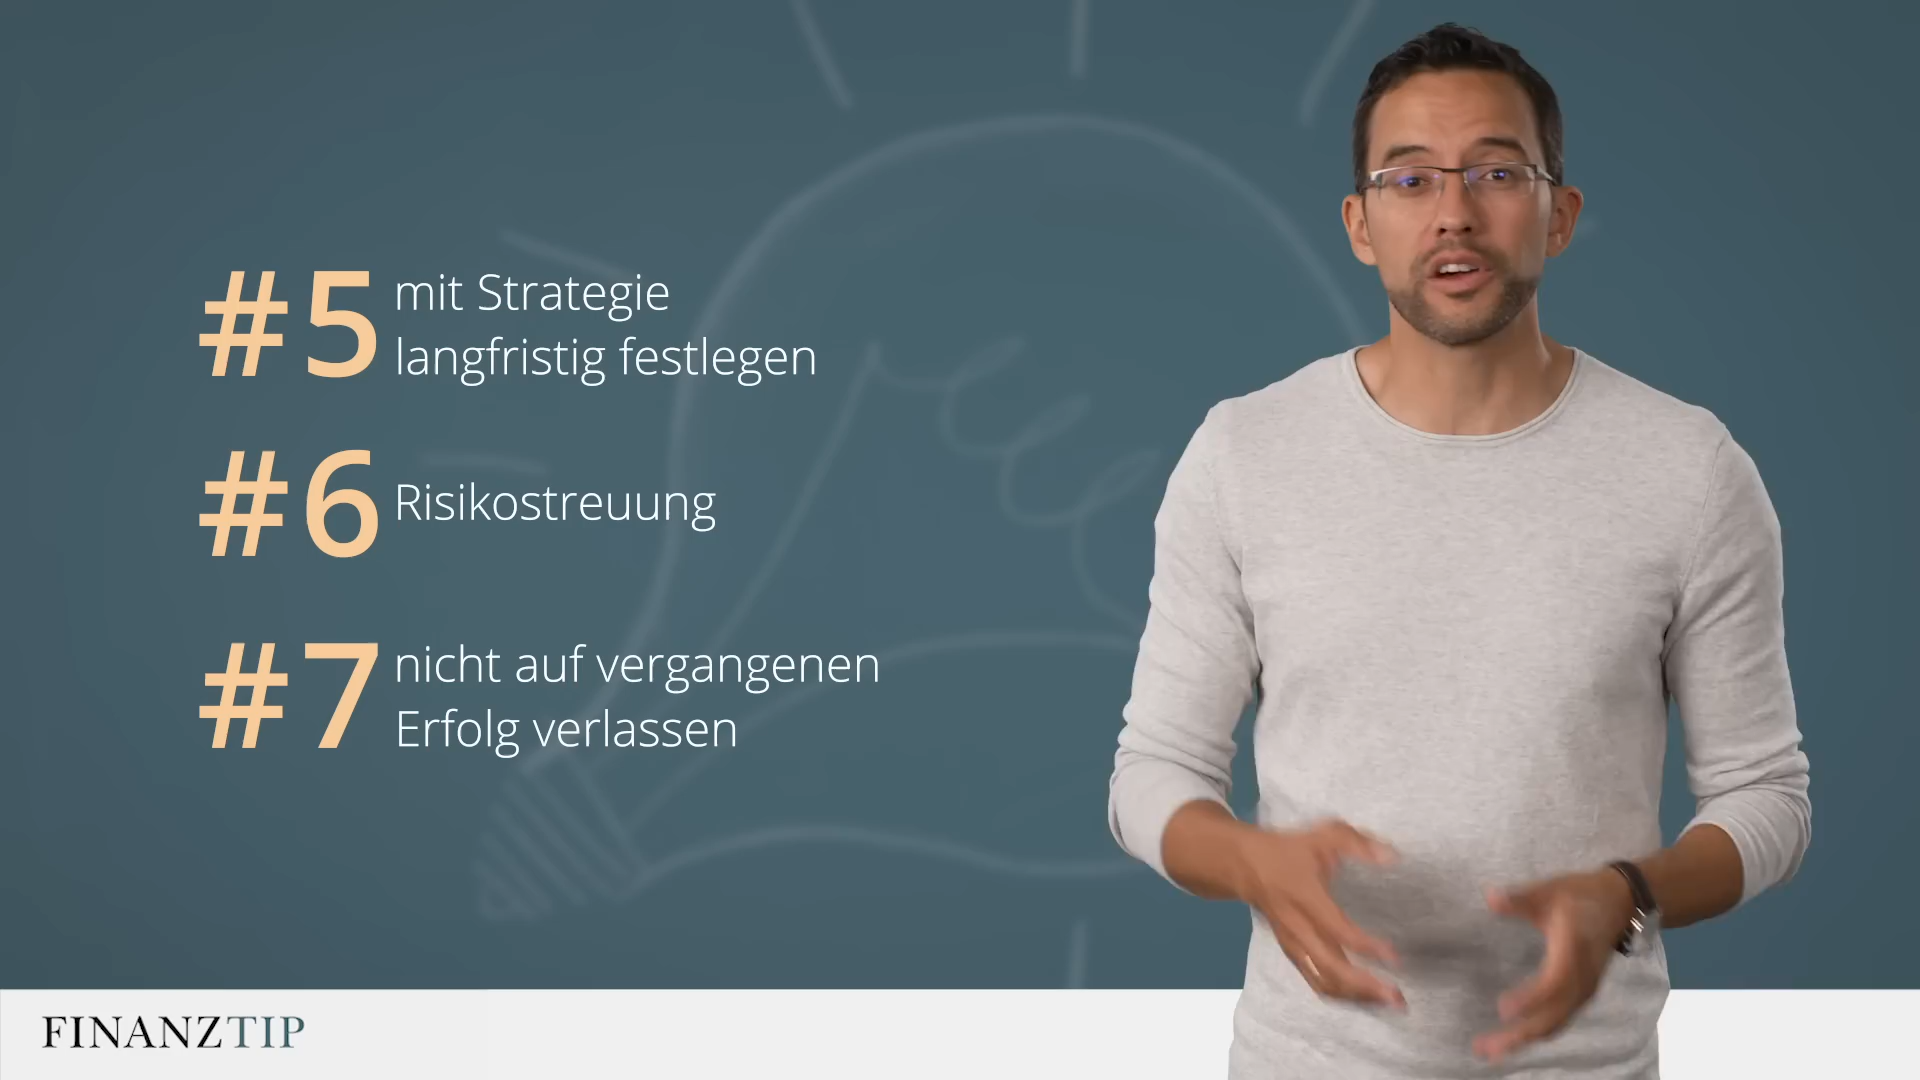 #5 mit Strategie
langfristig festlegen
#6 Risikostreuung
#7 nicht auf vergangenen
Erfolg verlassen
FINANZTIP